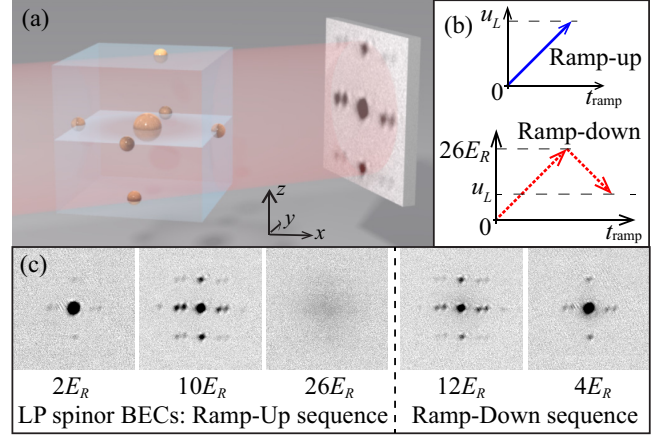 (a)
z
y
x
(b)
u_L
Ramp-up
0
t_ramp
Ramp-down
26E_R
u_L
0
t_ramp
(c)
2E_R 10E_R 26E_R 12E_R 4E_R
LP spinor BECs: Ramp-Up sequence Ramp-Down sequence